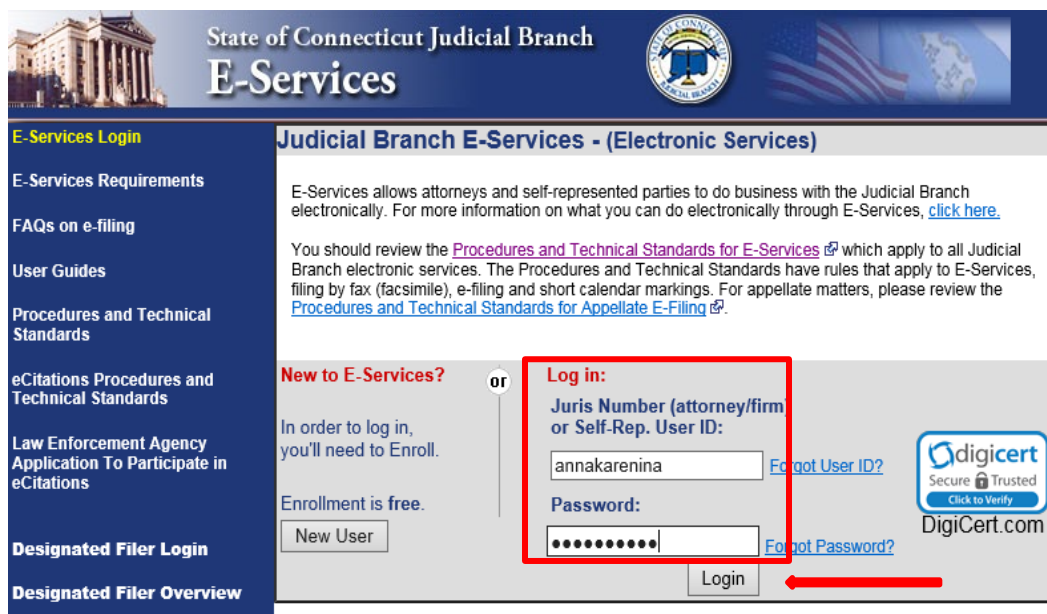 State of Connecticut Judicial Branch
E-Services
E-Services Login
E-Services Requirements
FAQs on e-filing
User Guides
Procedures and Technical
Standards
eCitations Procedures and
Technical Standards
Law Enforcement Agency
Application To Participate in
eCitations
Designated Filer Login
Designated Filer Overview
Judicial Branch E-Services - (Electronic Services)
E-Services allows attorneys and self-represented parties to do business with the Judicial Branch
electronically. For more information on what you can do electronically through E-Services, click here.
You should review the Procedures and Technical Standards for E-Services which apply to all Judicial
Branch electronic services. The Procedures and Technical Standards have rules that apply to E-Services,
filing by fax (facsimile), e-filing and short calendar markings. For appellate matters, please review the
Procedures and Technical Standards for Appellate E-Filing.
New to E-Services?
In order to log in,
you'll need to Enroll.
Enrollment is free.
New User
or
Log in:
Juris Number (attorney/firm)
or Self-Rep. User ID:
annakarenina
Forgot User ID?
Password:
●●●●●●●●●●
Forgot Password?
Login
digicert
Secure Trusted
Click to Verify
DigiCert.com